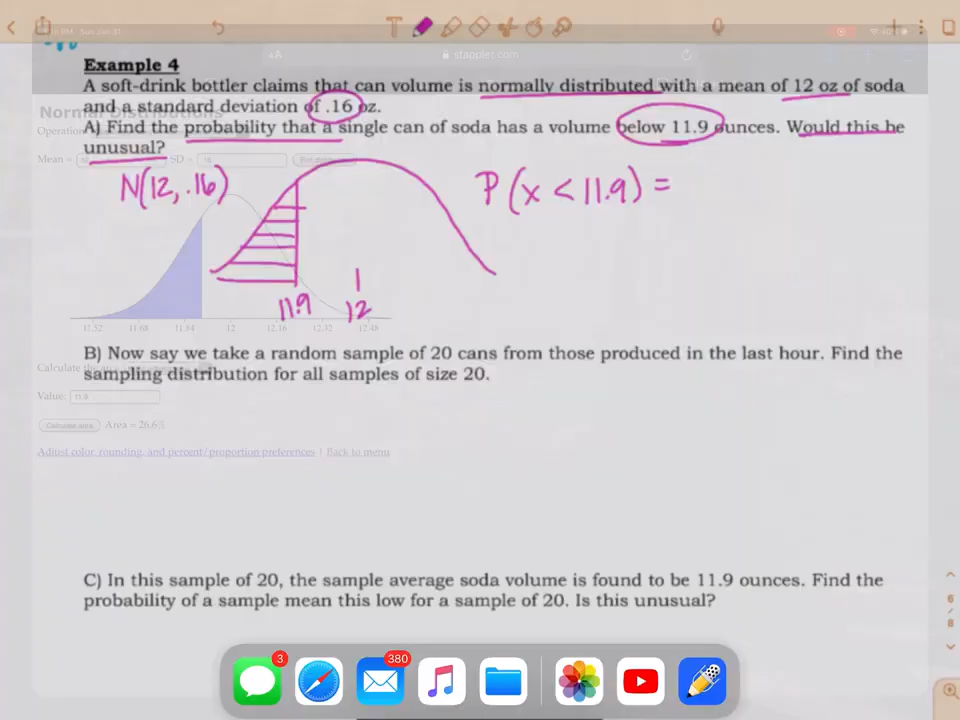 stapplet.com
Example 4
A soft-drink bottler claims that can volume is normally distributed with a mean of 12 oz of soda
and a standard deviation of .16 oz.
A) Find the probability that a single can of soda has a volume below 11.9 ounces. Would this be
unusual?
Mean = SD =
N(12, .16)
P(x < 11.9) =
11.9 12
11.52 11.68 11.84 12 12.16 12.32 12.48
B) Now say we take a random sample of 20 cans from those produced in the last hour. Find the
sampling distribution for all samples of size 20.
Value: 11.9
Calculate area Area = 26.6%
Adjust color, rounding, and percent/proportion preferences | Back to menu
C) In this sample of 20, the sample average soda volume is found to be 11.9 ounces. Find the
probability of a sample mean this low for a sample of 20. Is this unusual?
6
/
8
3
380